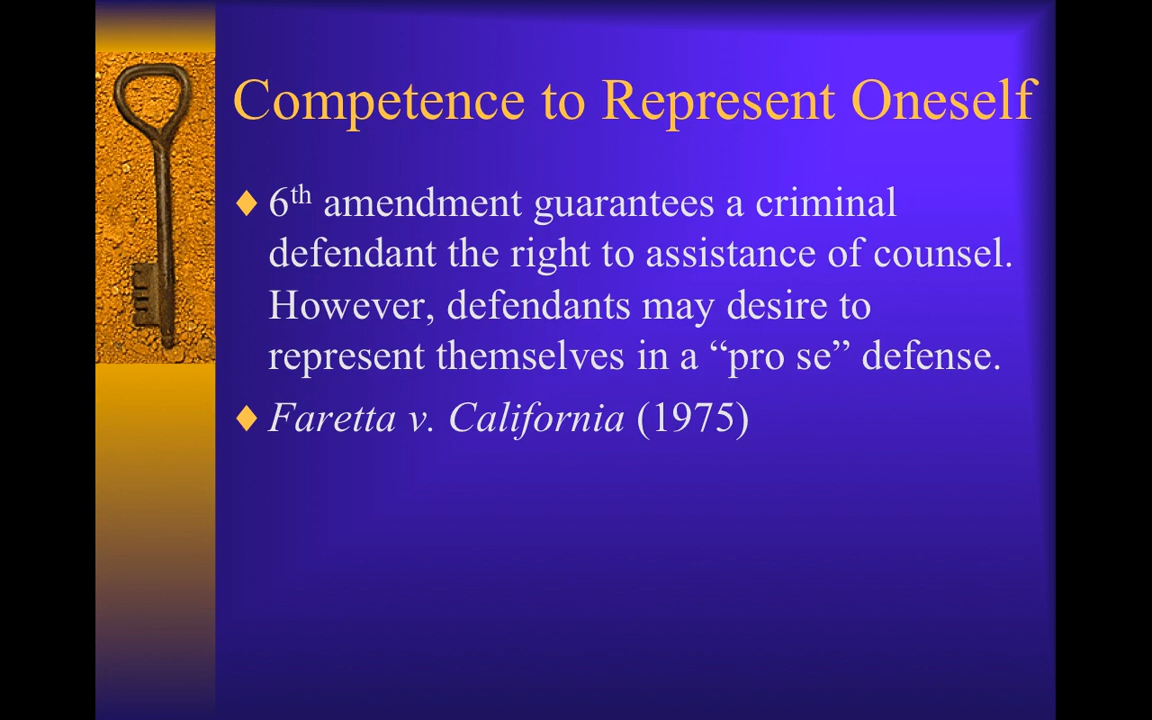 Competence to Represent Oneself
♦ 6th amendment guarantees a criminal
defendant the right to assistance of counsel.
However, defendants may desire to
represent themselves in a “pro se” defense.
♦ Faretta v. California (1975)